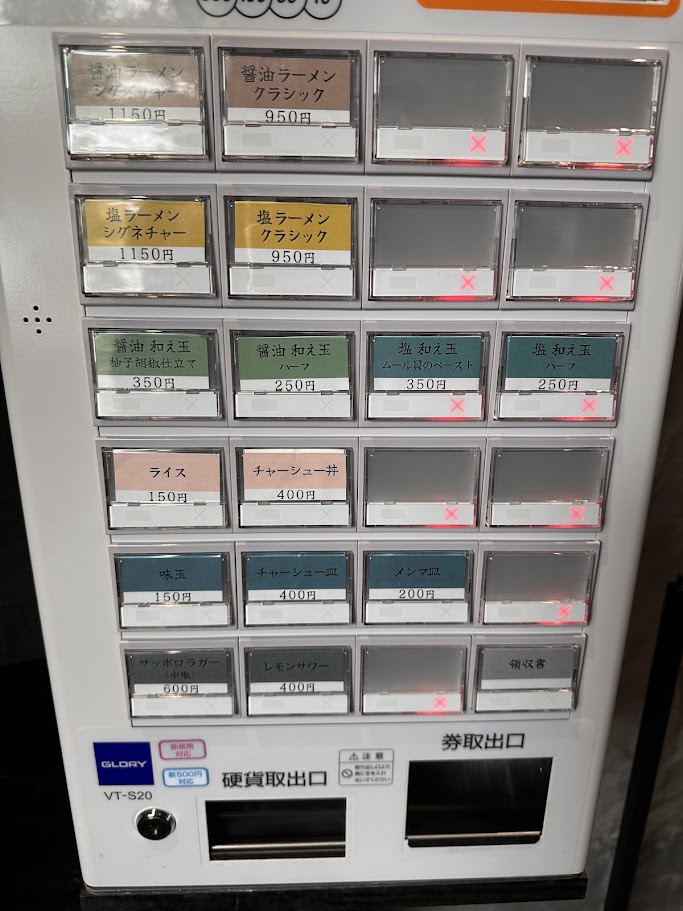 醤油ラーメン
シグネチャー
1150円
醤油ラーメン
クラシック
950円
塩ラーメン
シグネチャー
1150円
塩ラーメン
クラシック
950円
醤油 和え玉
柚子胡椒仕立て
350円
醤油 和え玉
ハーフ
250円
塩 和え玉
ムール貝のペースト
350円
塩 和え玉
ハーフ
250円
ライス
150円
チャーシュー丼
400円
味玉
150円
チャーシュー皿
400円
メンマ皿
200円
サッポロラガー
(中瓶)
600円
レモンサワー
400円
領収書
GLORY
VT-S20
新紙幣
対応
新500円
対応
硬貨取出口
注意
券取出口